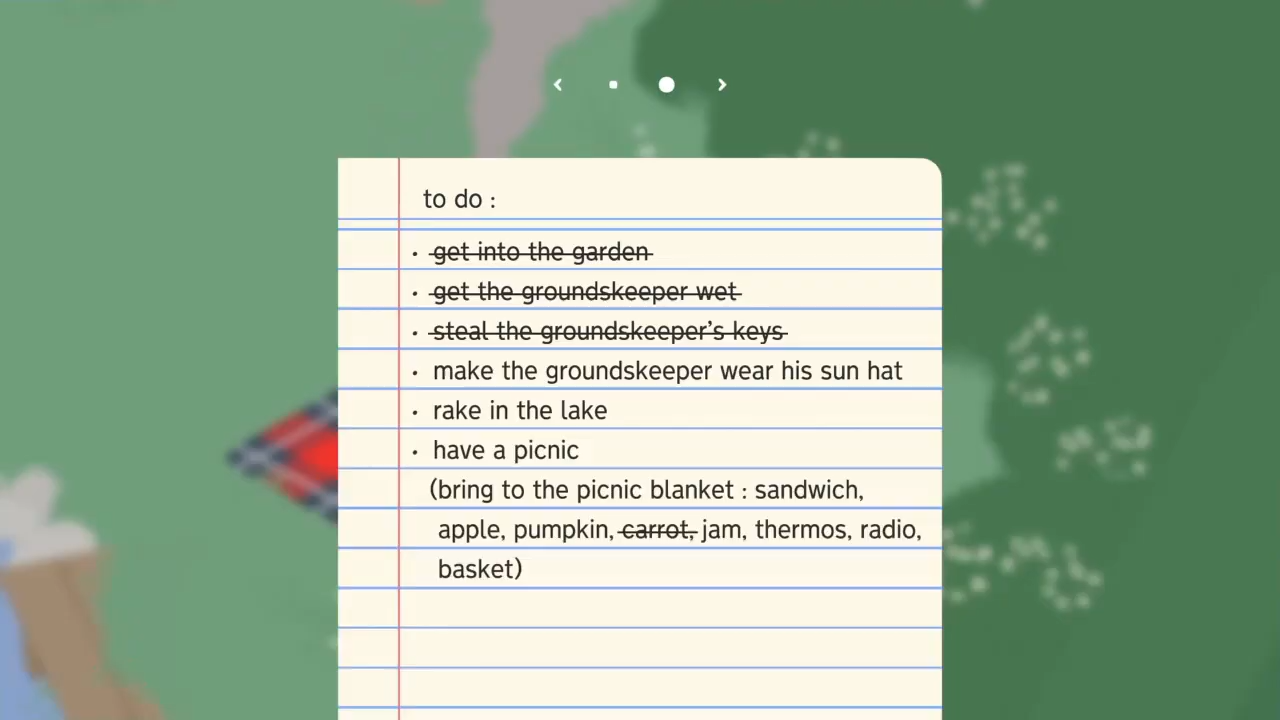 to do :
• get into the garden
• get the groundskeeper wet
• steal the groundskeeper’s keys
• make the groundskeeper wear his sun hat
• rake in the lake
• have a picnic
(bring to the picnic blanket : sandwich,
apple, pumpkin, carrot, jam, thermos, radio,
basket)